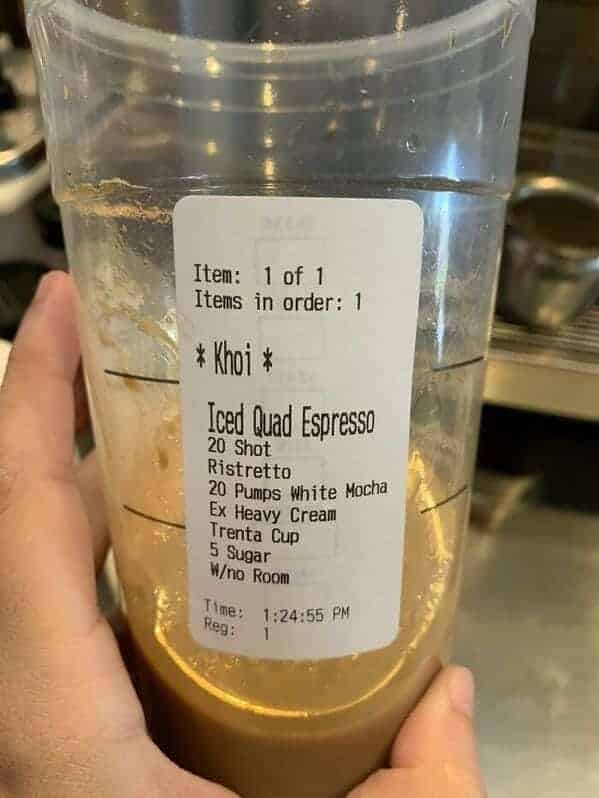 Item: 1 of 1
Items in order: 1
* Khoi *
Iced Quad Espresso
20 Shot
Ristretto
20 Pumps White Mocha
Ex Heavy Cream
Trenta Cup
5 Sugar
W/no Room
Time: 1:24:55 PM
Reg: 1